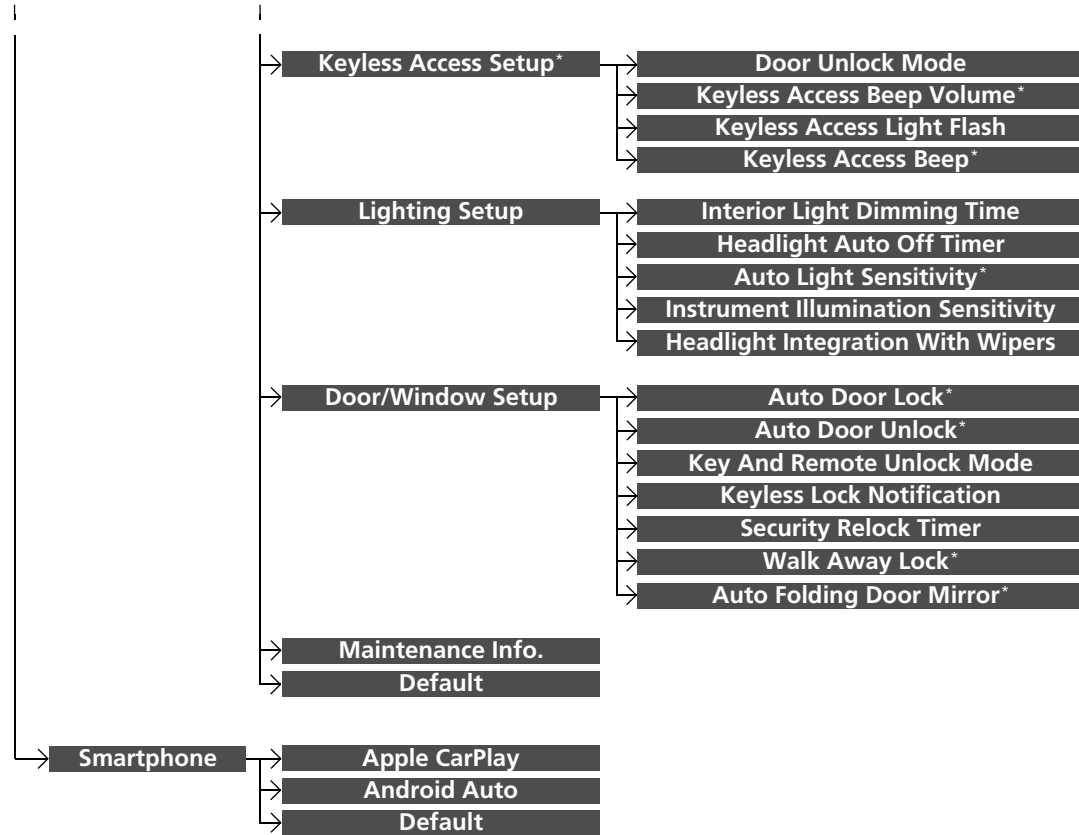 Keyless Access Setup*
Door Unlock Mode
Keyless Access Beep Volume*
Keyless Access Light Flash
Keyless Access Beep*
Lighting Setup
Interior Light Dimming Time
Headlight Auto Off Timer
Auto Light Sensitivity*
Instrument Illumination Sensitivity
Headlight Integration With Wipers
Door/Window Setup
Auto Door Lock*
Auto Door Unlock*
Key And Remote Unlock Mode
Keyless Lock Notification
Security Relock Timer
Walk Away Lock*
Auto Folding Door Mirror*
Maintenance Info.
Default
Smartphone
Apple CarPlay
Android Auto
Default